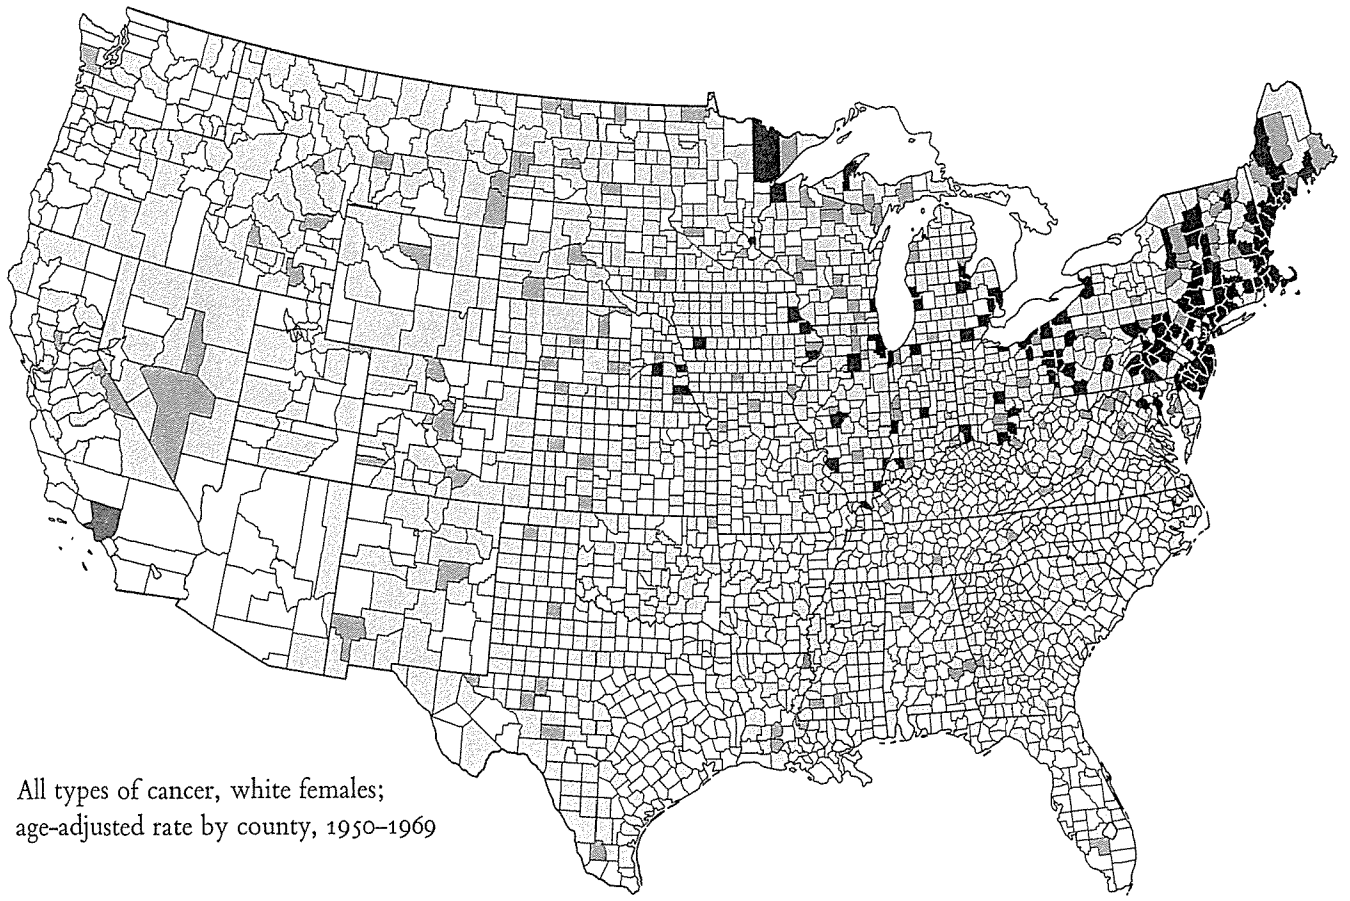 All types of cancer, white females;
age-adjusted rate by county, 1950–1969